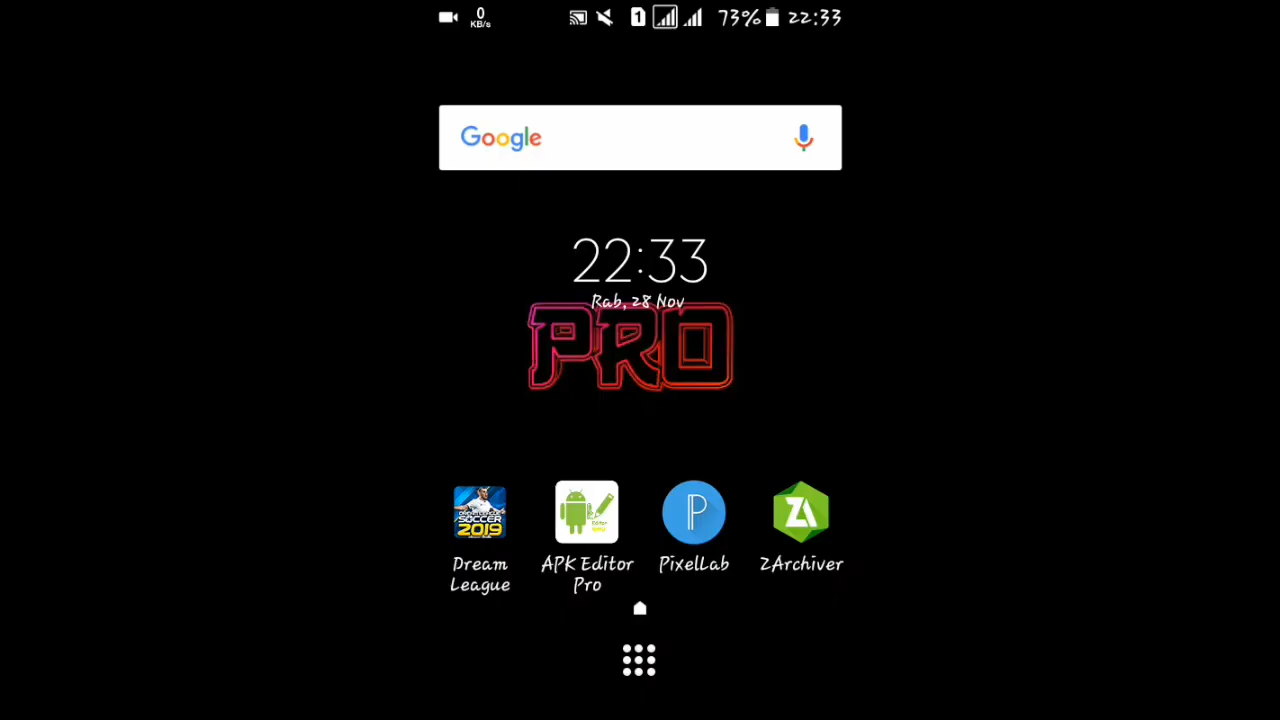 0
KB/s
1
73%
22:33
Google
22:33
Rab, 28 Nov
PRO
SOCCER
2019
Editor
Dream
League
APK Editor
Pro
PixelLab
ZArchiver